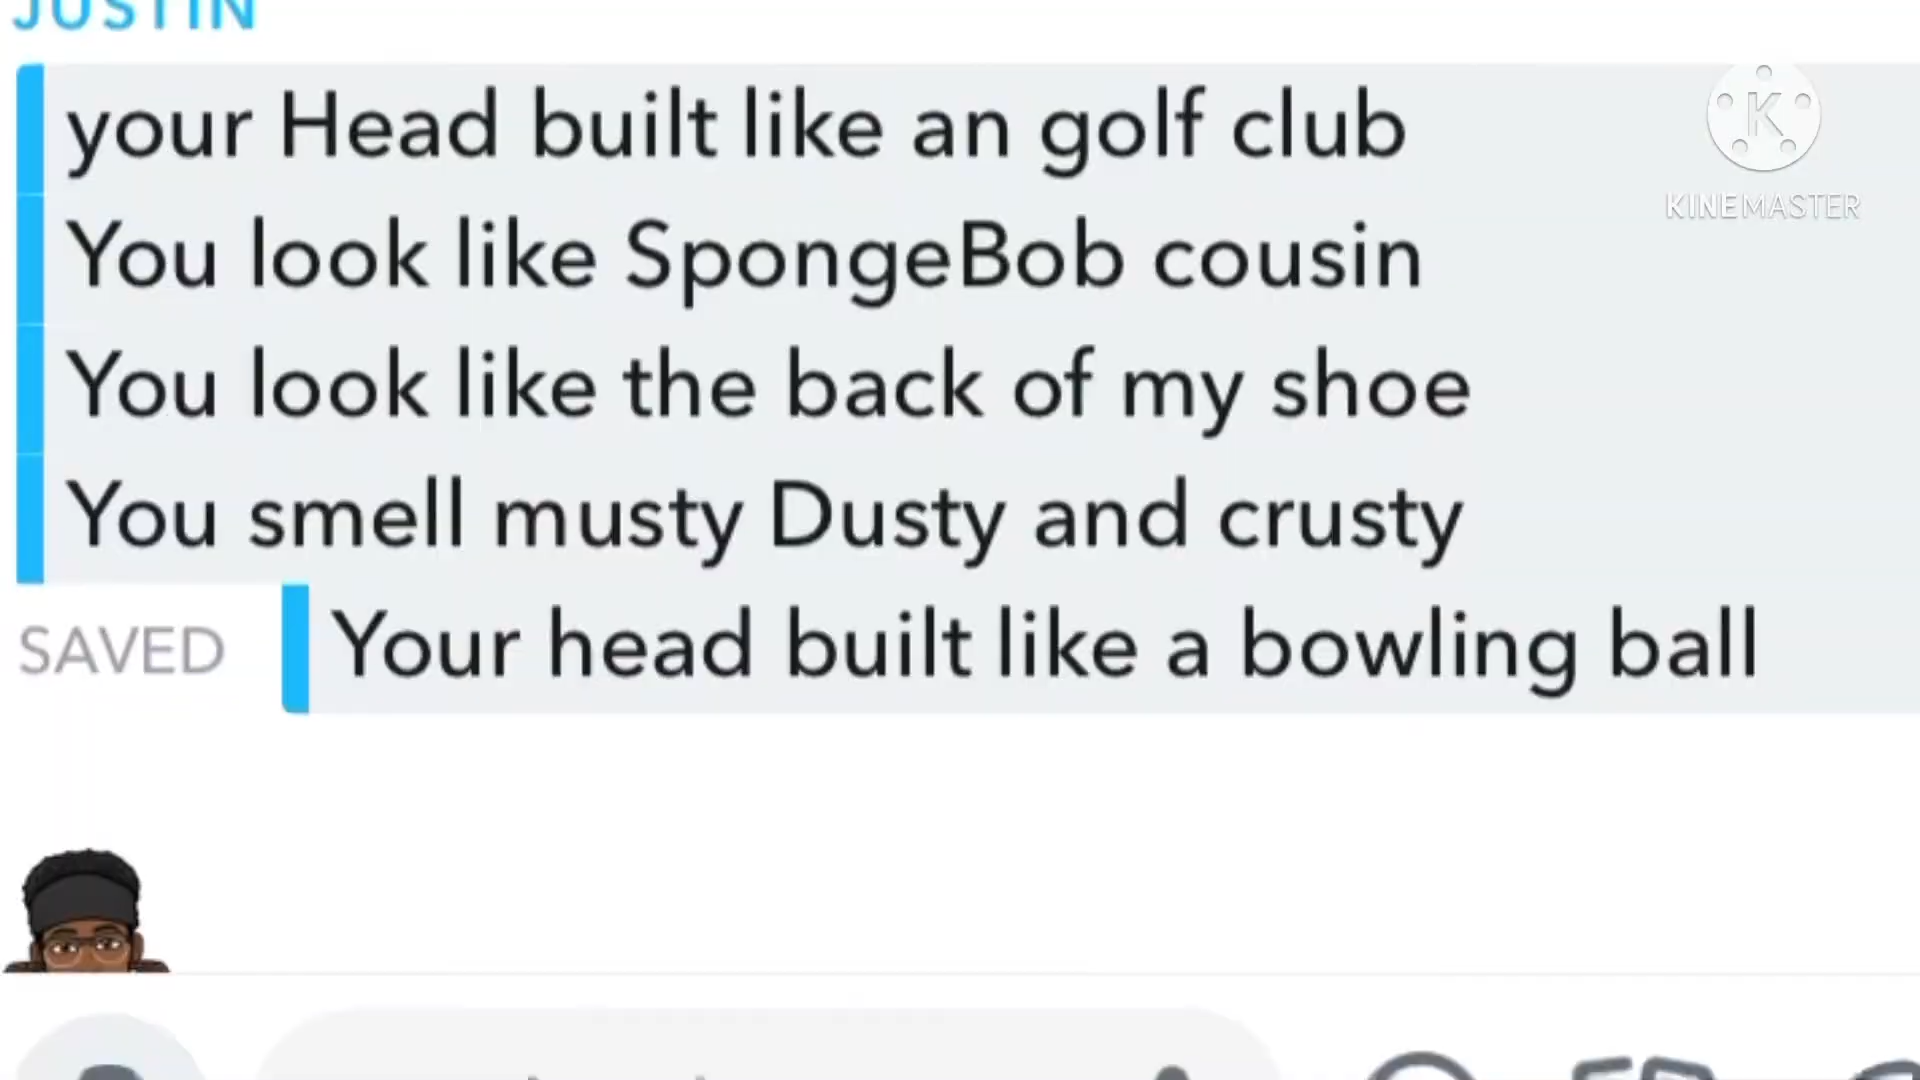 JUSTIN
your Head built like an golf club
You look like SpongeBob cousin
You look like the back of my shoe
You smell musty Dusty and crusty
SAVED Your head built like a bowling ball
K
KINEMASTER